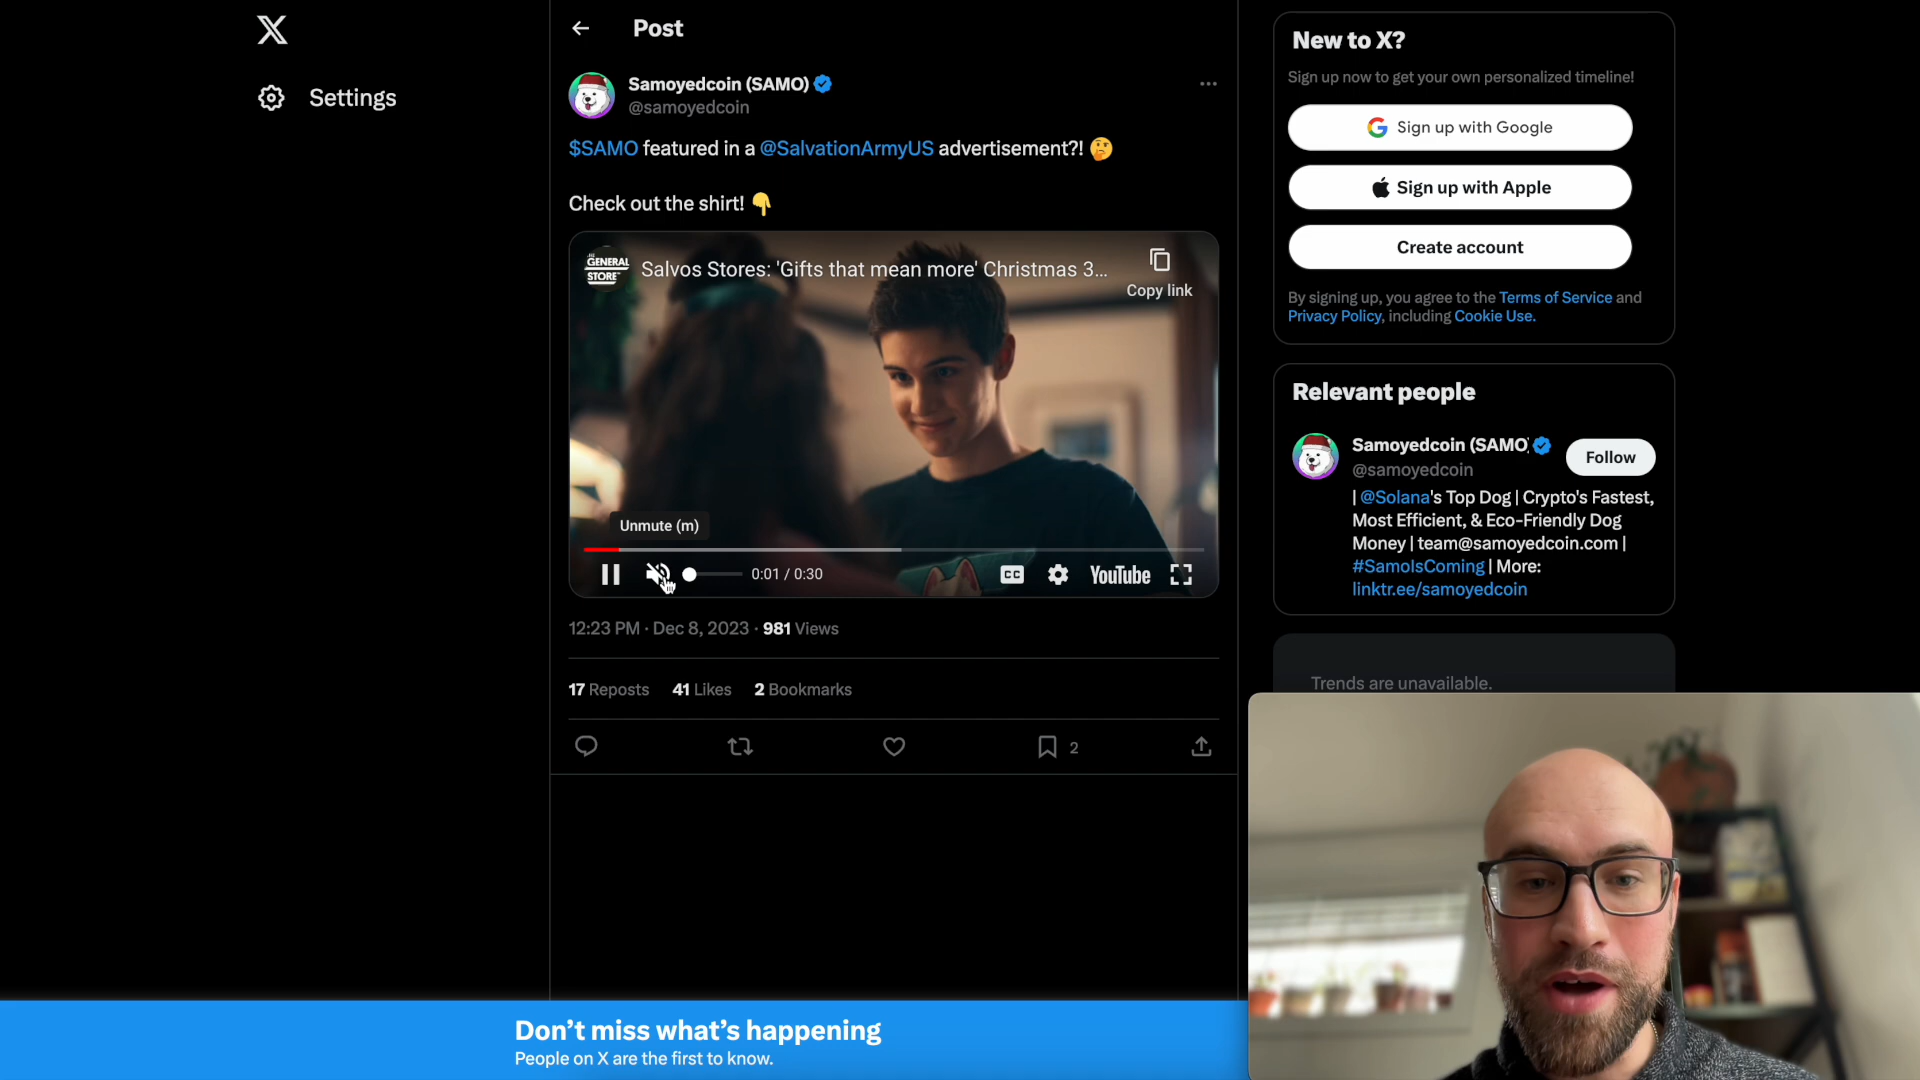 Settings
Post
Samoyedcoin (SAMO)
@samoyedcoin
$SAMO featured in a @SalvationArmyUS advertisement?! 🤔
Check out the shirt! 👇
THE GENERAL STORE
Salvos Stores: 'Gifts that mean more' Christmas 3...
Copy link
Unmute (m)
0:01 / 0:30
CC
YouTube
12:23 PM · Dec 8, 2023 · 981 Views
17 Reposts 41 Likes 2 Bookmarks
2
New to X?
Sign up now to get your own personalized timeline!
Sign up with Google
Sign up with Apple
Create account
By signing up, you agree to the Terms of Service and
Privacy Policy, including Cookie Use.
Relevant people
Samoyedcoin (SAMO)
@samoyedcoin
Follow
| @Solana's Top Dog | Crypto's Fastest,
Most Efficient, & Eco-Friendly Dog
Money | team@samoyedcoin.com |
#SamoIsComing | More:
linktr.ee/samoyedcoin
Trends are unavailable.
Don't miss what's happening
People on X are the first to know.